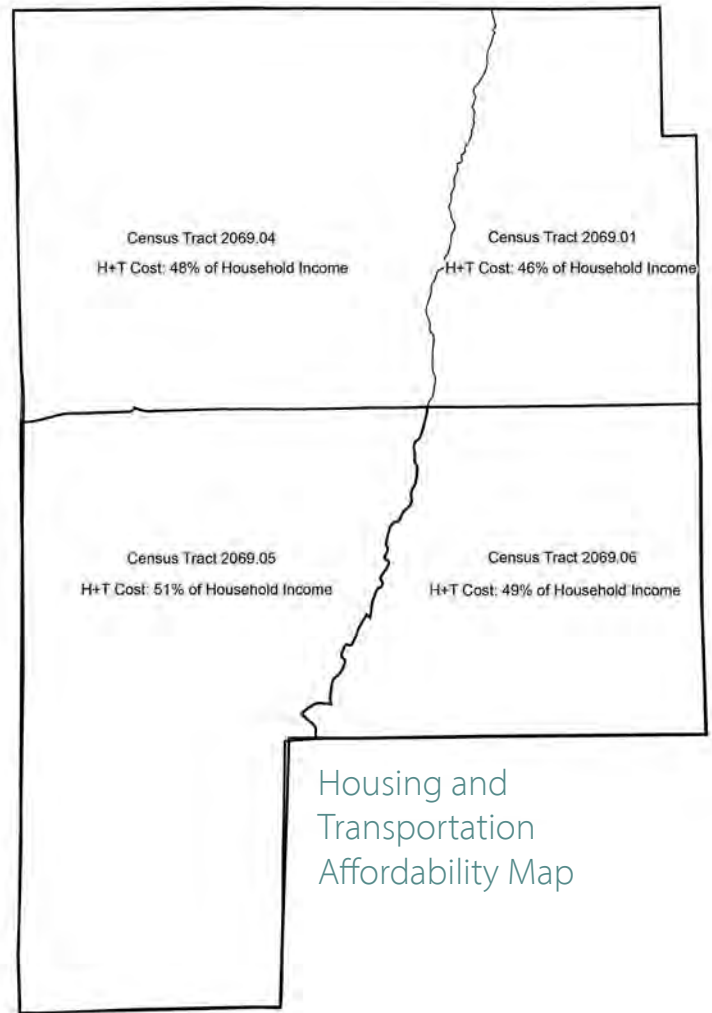 Census Tract 2069.04
H+T Cost: 48% of Household Income
Census Tract 2069.01
H+T Cost: 46% of Household Income
Census Tract 2069.05
H+T Cost: 51% of Household Income
Census Tract 2069.06
H+T Cost: 49% of Household Income
Housing and
Transportation
Affordability Map